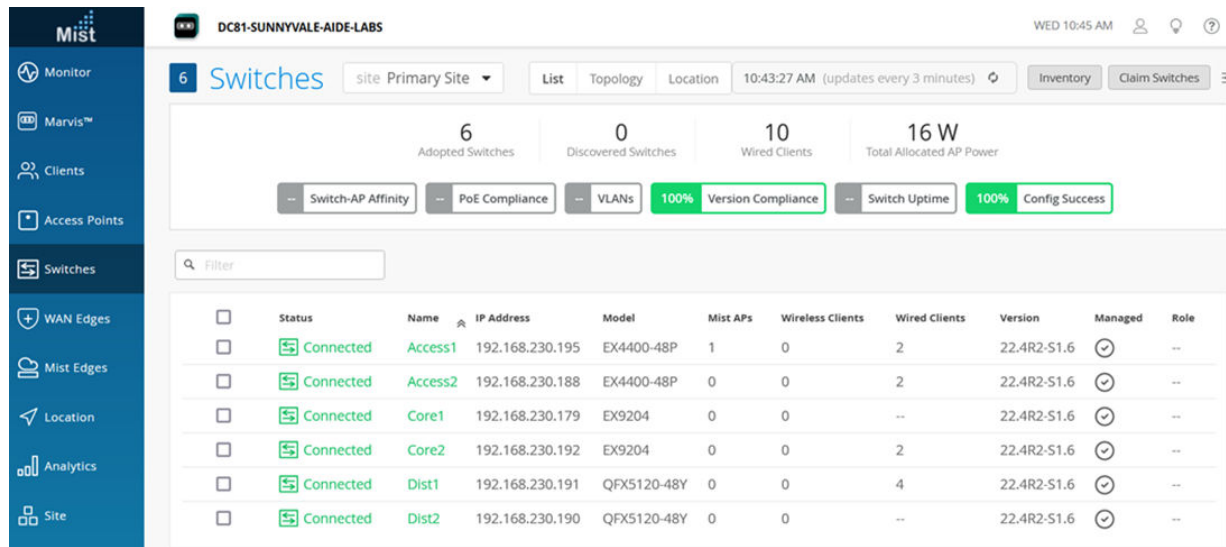 Mist
DC81-SUNNYVALE-AIDE-LABS
WED 10:45 AM
Monitor
Marvis™
Clients
Access Points
Switches
WAN Edges
Mist Edges
Location
Analytics
Site
6 Switches site Primary Site List Topology Location 10:43:27 AM (updates every 3 minutes) Inventory Claim Switches
6 0 10 16 W
Adopted Switches Discovered Switches Wired Clients Total Allocated AP Power
-- Switch-AP Affinity -- PoE Compliance -- VLANs 100% Version Compliance -- Switch Uptime 100% Config Success
Filter
Status Name IP Address Model Mist APs Wireless Clients Wired Clients Version Managed Role
Connected Access1 192.168.230.195 EX4400-48P 1 0 2 22.4R2-S1.6 --
Connected Access2 192.168.230.188 EX4400-48P 0 0 2 22.4R2-S1.6 --
Connected Core1 192.168.230.179 EX9204 0 0 -- 22.4R2-S1.6 --
Connected Core2 192.168.230.192 EX9204 0 0 2 22.4R2-S1.6 --
Connected Dist1 192.168.230.191 QFX5120-48Y 0 0 4 22.4R2-S1.6 --
Connected Dist2 192.168.230.190 QFX5120-48Y 0 0 -- 22.4R2-S1.6 --